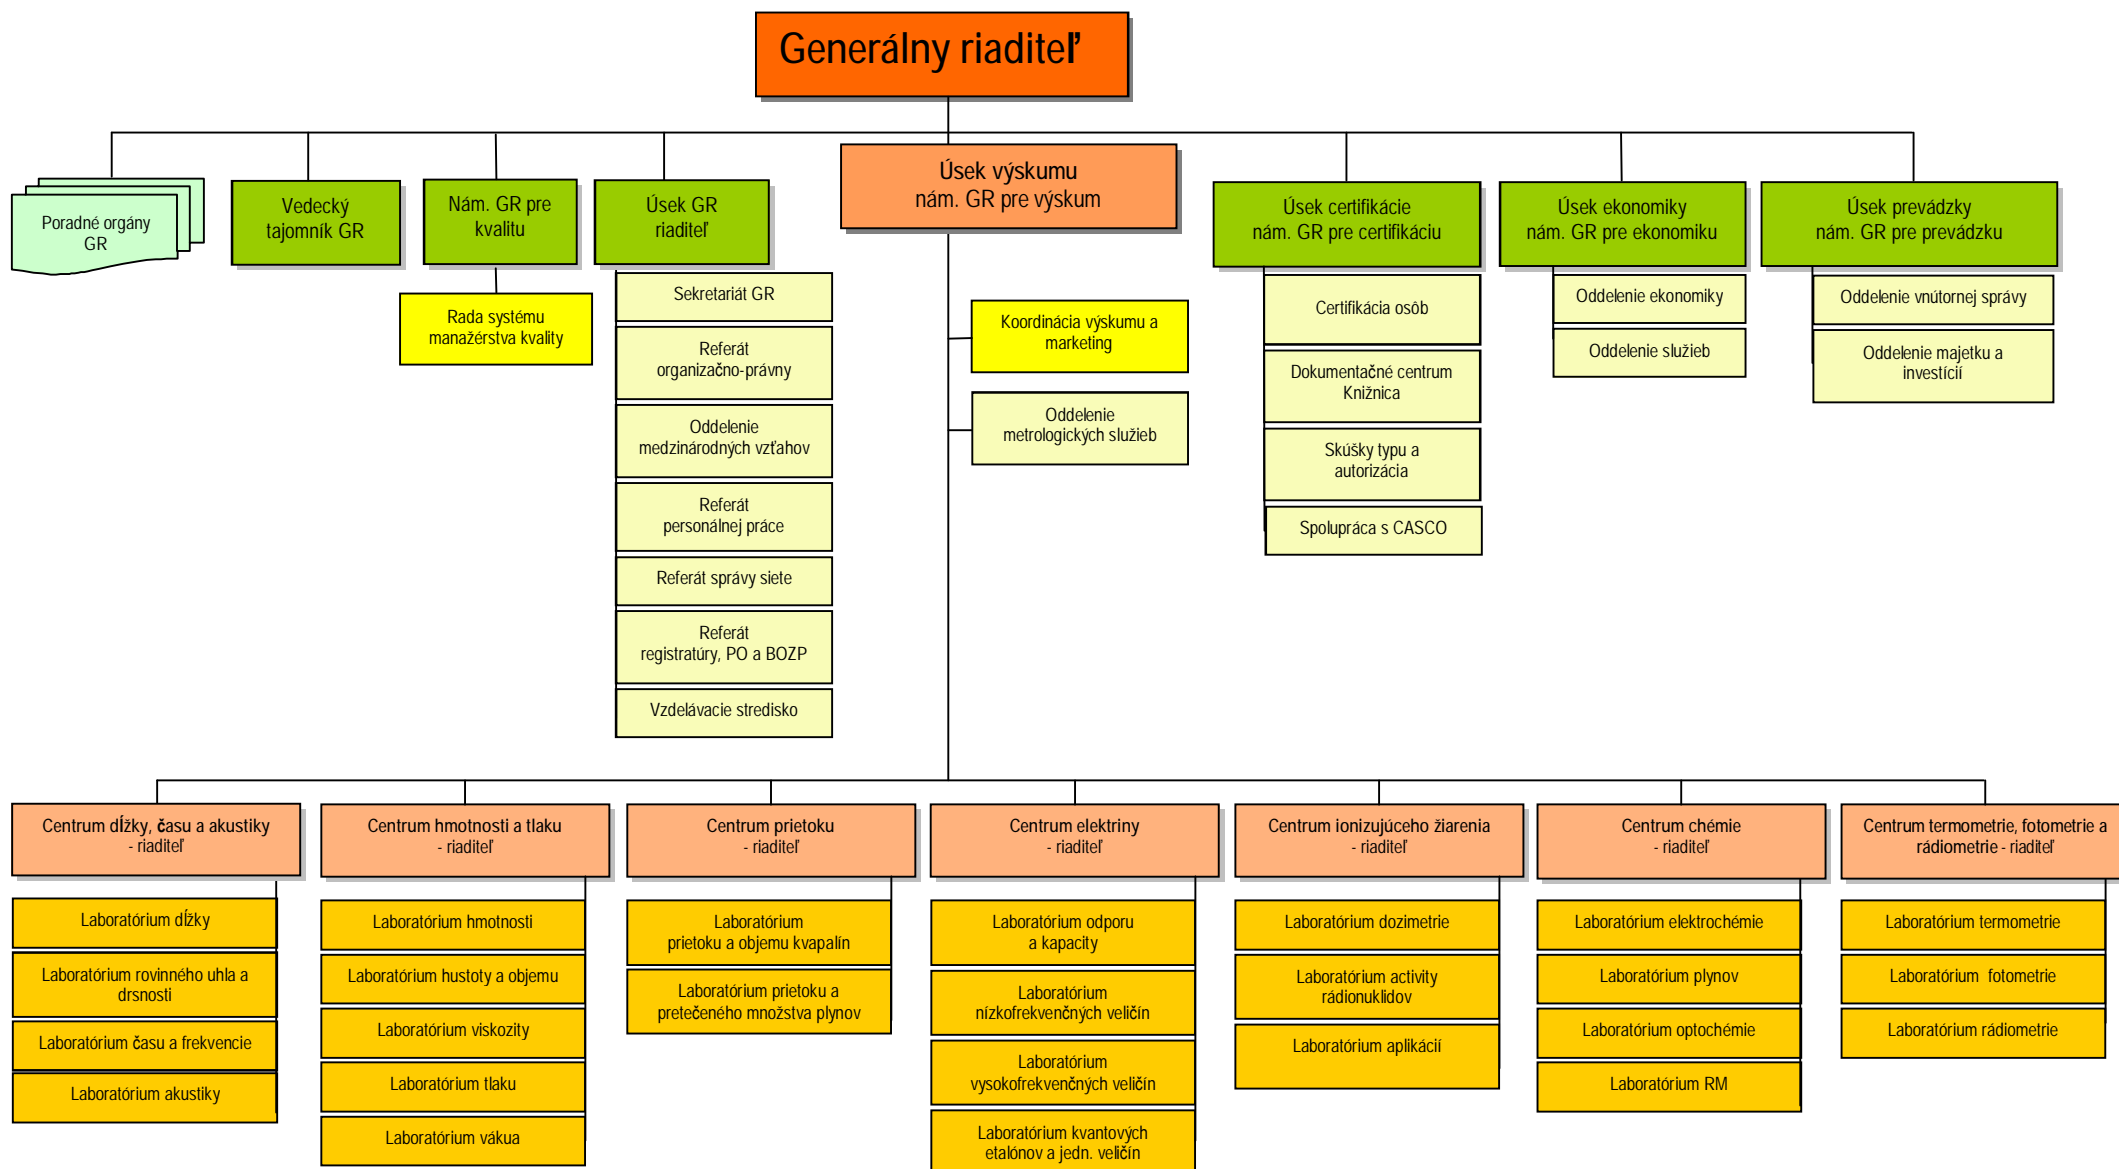 Generálny riaditeľ
Poradné orgány
GR
Vedecký
tajomník GR
Nám. GR pre
kvalitu
Úsek GR
riaditeľ
Úsek výskumu
nám. GR pre výskum
Úsek certifikácie
nám. GR pre certifikáciu
Úsek ekonomiky
nám. GR pre ekonomiku
Úsek prevádzky
nám. GR pre prevádzku
Rada systému
manažérstva kvality
Sekretariát GR
Referát
organizačno-právny
Oddelenie
medzinárodných vzťahov
Referát
personálnej práce
Referát správy siete
Referát
registratúry, PO a BOZP
Vzdelávacie stredisko
Koordinácia výskumu a
marketing
Oddelenie
metrologických služieb
Certifikácia osôb
Dokumentačné centrum
Knižnica
Skúšky typu a
autorizácia
Spolupráca s CASCO
Oddelenie ekonomiky
Oddelenie služieb
Oddelenie vnútornej správy
Oddelenie majetku a
investícií
Centrum dĺžky, času a akustiky
- riaditeľ
Laboratórium dĺžky
Laboratórium rovinného uhla a
drsnosti
Laboratórium času a frekvencie
Laboratórium akustiky
Centrum hmotnosti a tlaku
- riaditeľ
Laboratórium hmotnosti
Laboratórium hustoty a objemu
Laboratórium viskozity
Laboratórium tlaku
Laboratórium vákua
Centrum prietoku
- riaditeľ
Laboratórium
prietoku a objemu kvapalín
Laboratórium prietoku a
pretečeného množstva plynov
Centrum elektriny
- riaditeľ
Laboratórium odporu
a kapacity
Laboratórium
nízkofrekvenčných veličín
Laboratórium
vysokofrekvenčných veličín
Laboratórium kvantových
etalónov a jedn. veličín
Centrum ionizujúceho žiarenia
- riaditeľ
Laboratórium dozimetrie
Laboratórium activity
rádionuklidov
Laboratórium aplikácií
Centrum chémie
- riaditeľ
Laboratórium elektrochémie
Laboratórium plynov
Laboratórium optochémie
Laboratórium RM
Centrum termometrie, fotometrie a
rádiometrie - riaditeľ
Laboratórium termometrie
Laboratórium fotometrie
Laboratórium rádiometrie